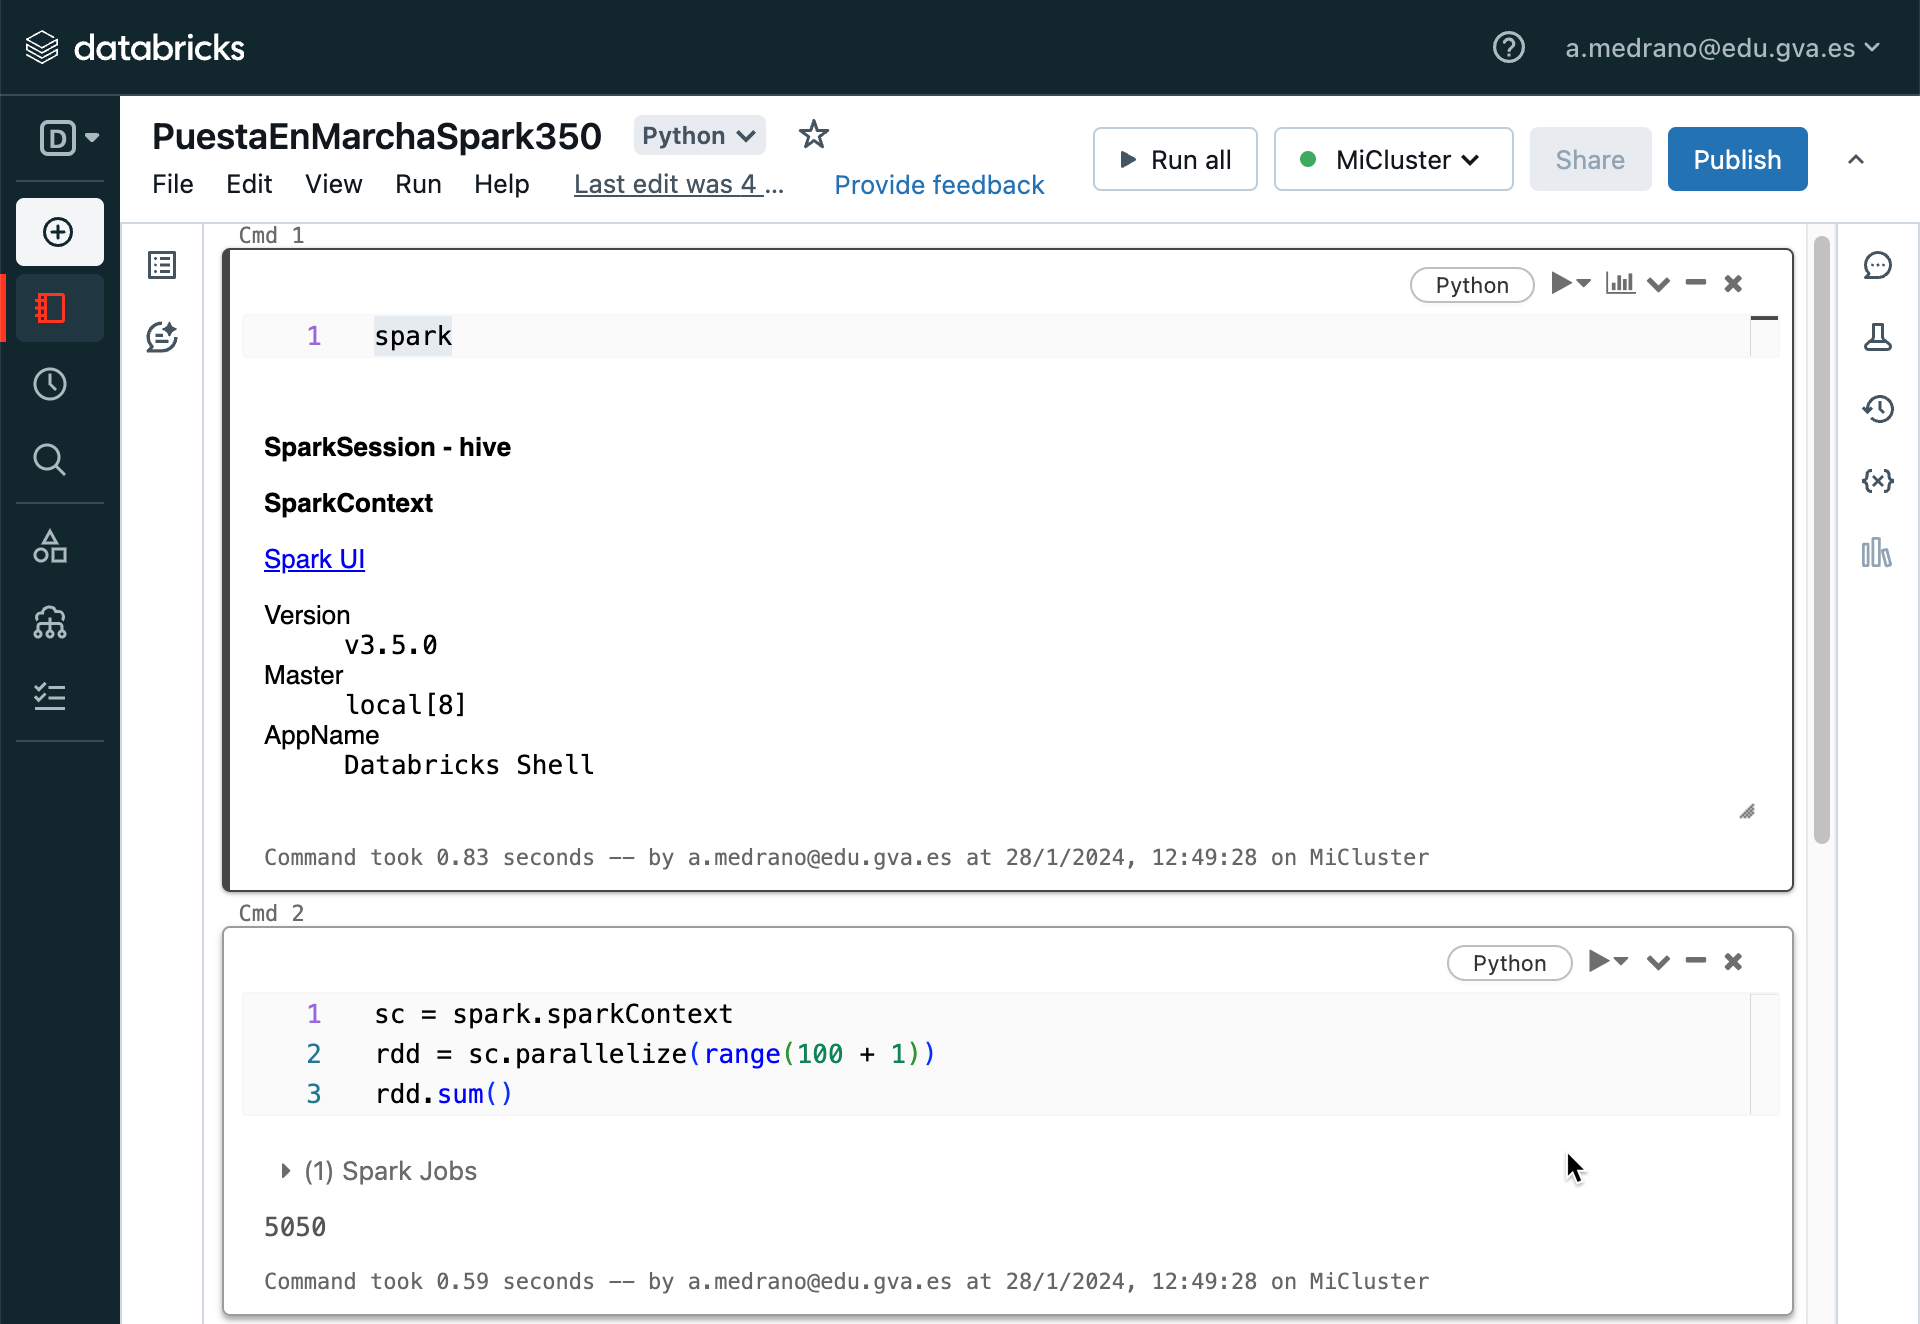 databricks
a.medrano@edu.gva.es
D
PuestaEnMarchaSpark350
Python
File
Edit
View
Run
Help
Last edit was 4 ...
Provide feedback
Run all
MiCluster
Share
Publish
Cmd 1
Python
1 spark
SparkSession - hive
SparkContext
Spark UI
Version
v3.5.0
Master
local[8]
AppName
Databricks Shell
Command took 0.83 seconds -- by a.medrano@edu.gva.es at 28/1/2024, 12:49:28 on MiCluster
Cmd 2
Python
1 sc = spark.sparkContext
2 rdd = sc.parallelize(range(100 + 1))
3 rdd.sum()
(1) Spark Jobs
5050
Command took 0.59 seconds -- by a.medrano@edu.gva.es at 28/1/2024, 12:49:28 on MiCluster